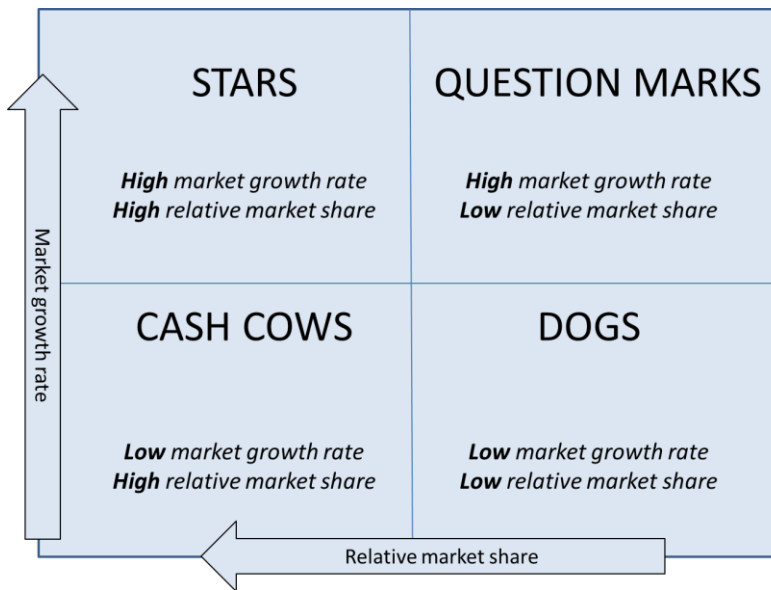 STARS
High market growth rate
High relative market share
QUESTION MARKS
High market growth rate
Low relative market share
Market growth rate
CASH COWS
Low market growth rate
High relative market share
DOGS
Low market growth rate
Low relative market share
Relative market share